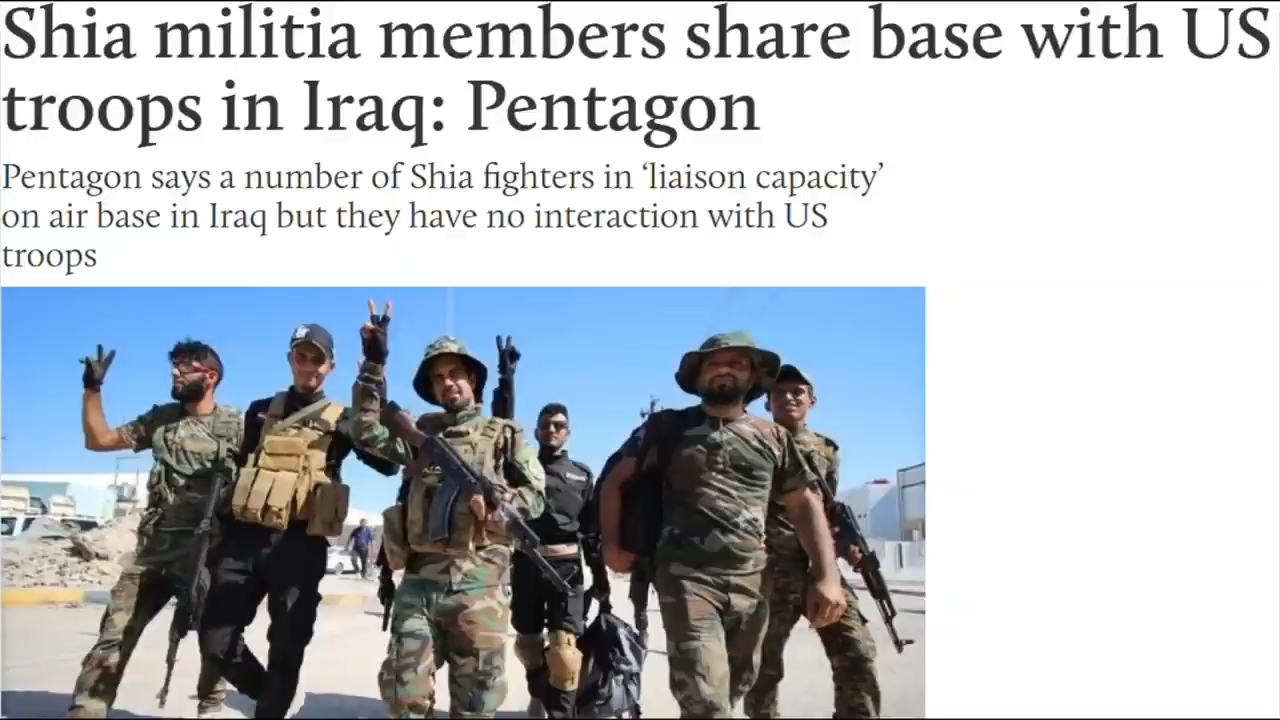 Shia militia members share base with US
troops in Iraq: Pentagon
Pentagon says a number of Shia fighters in ‘liaison capacity’
on air base in Iraq but they have no interaction with US
troops